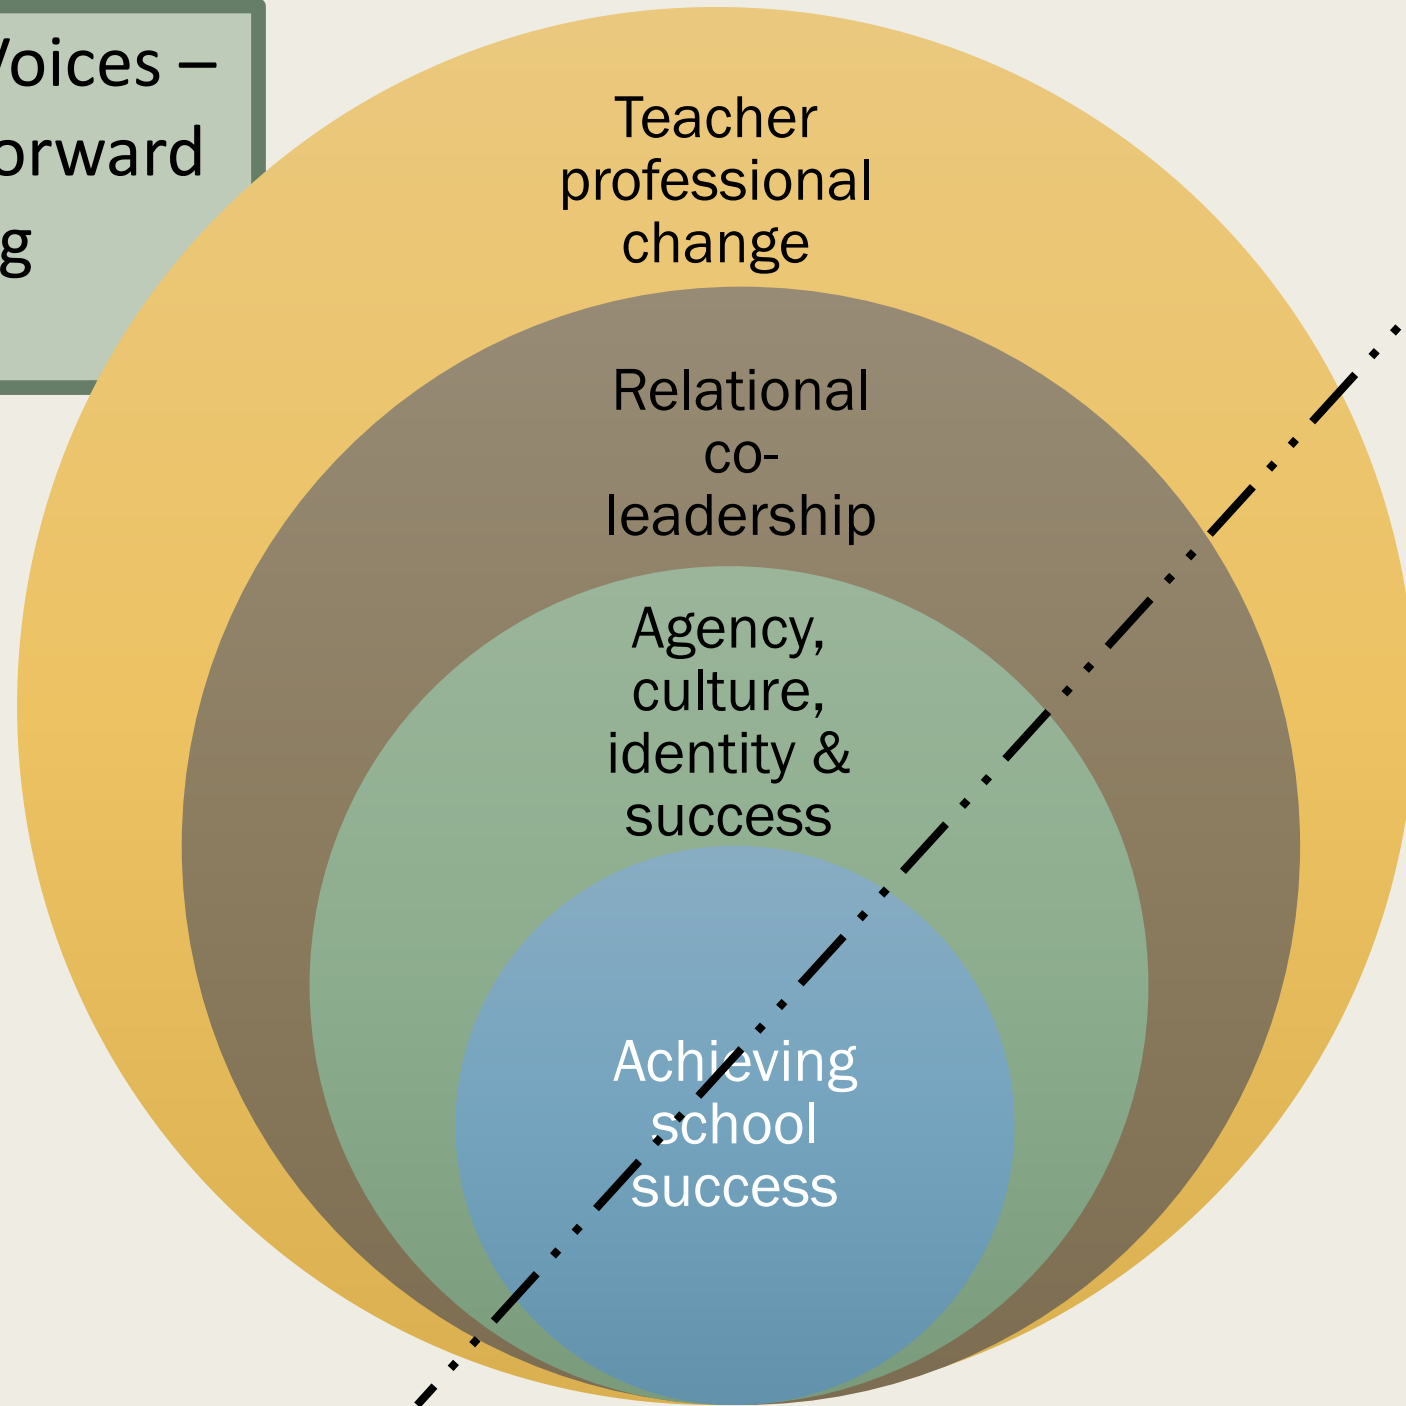 Voices –
orward
g
Teacher
professional
change
Relational
co-
leadership
Agency,
culture,
identity &
success
Achieving
school
success